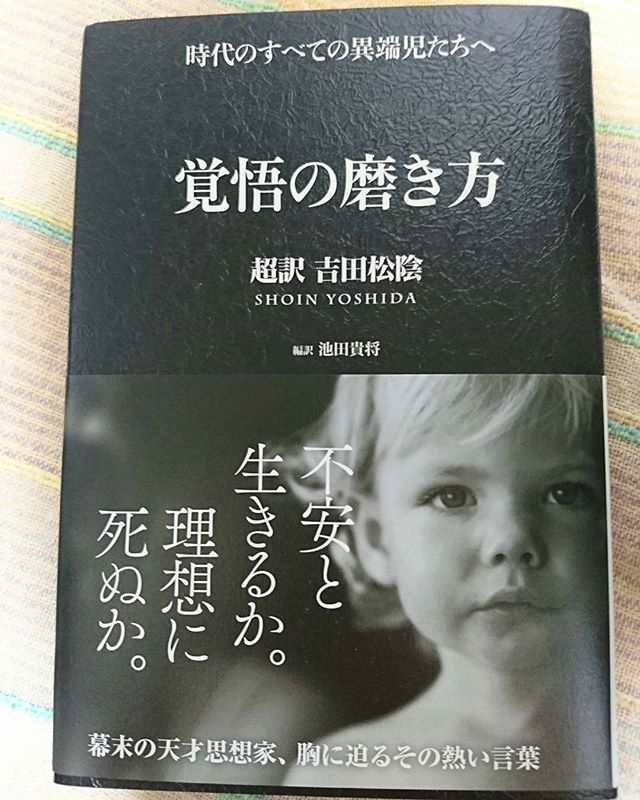 時代のすべての異端児たちへ
覚悟の磨き方
超訳 吉田松陰
SHOIN YOSHIDA
編訳 池田貴将
不安と
生きるか。
理想に
死ぬか。
幕末の天才思想家、胸に迫るその熱い言葉